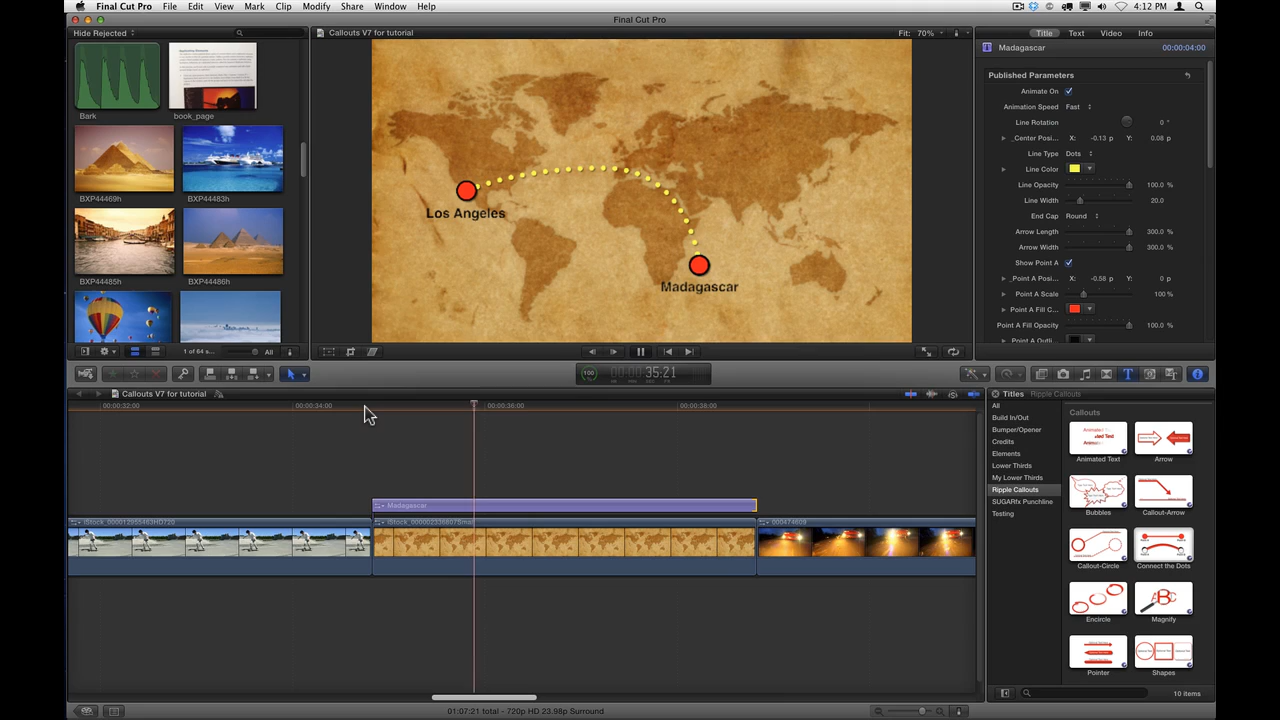 Final Cut Pro File Edit View Mark Clip Modify Share Window Help 4:12 PM
Final Cut Pro
Hide Rejected
Callouts V7 for tutorial
Fit: 70%
Title Text Video Info
Madagascar 00:00:04:00
Bark
book_page
BXP44469h
BXP44483h
BXP44485h
BXP44486h
1 of 64 s... All
Los Angeles
Madagascar
Published Parameters
Animate On
Animation Speed Fast
Line Rotation 0 °
_Center Posi... X: -0.13 p Y: 0.08 p
Line Type Dots
Line Color
Line Opacity 100.0 %
Line Width 20.0
End Cap Round
Arrow Length 300.0 %
Arrow Width 300.0 %
Show Point A
_Point A Posi... X: -0.58 p Y: 0 p
Point A Scale 100 %
Point A Fill C...
Point A Fill Opacity 100.0 %
Point A Outli...
100 00:00:35:21
Callouts V7 for tutorial
00:00:32:00 00:00:34:00 00:00:36:00 00:00:38:00
Madagascar
iStock_000012955453HD720
iStock_000002336807Small
000474809
Titles Ripple Callouts
All
Build In/Out
Bumper/Opener
Credits
Elements
Lower Thirds
My Lower Thirds
Ripple Callouts
SUGARfx Punchline
Testing
Callouts
Animated Text
Arrow
Bubbles
Callout-Arrow
Callout-Circle
Connect the Dots
Encircle
Magnify
Pointer
Shapes
10 items
01:07:21 total - 720p HD 23.98p Surround